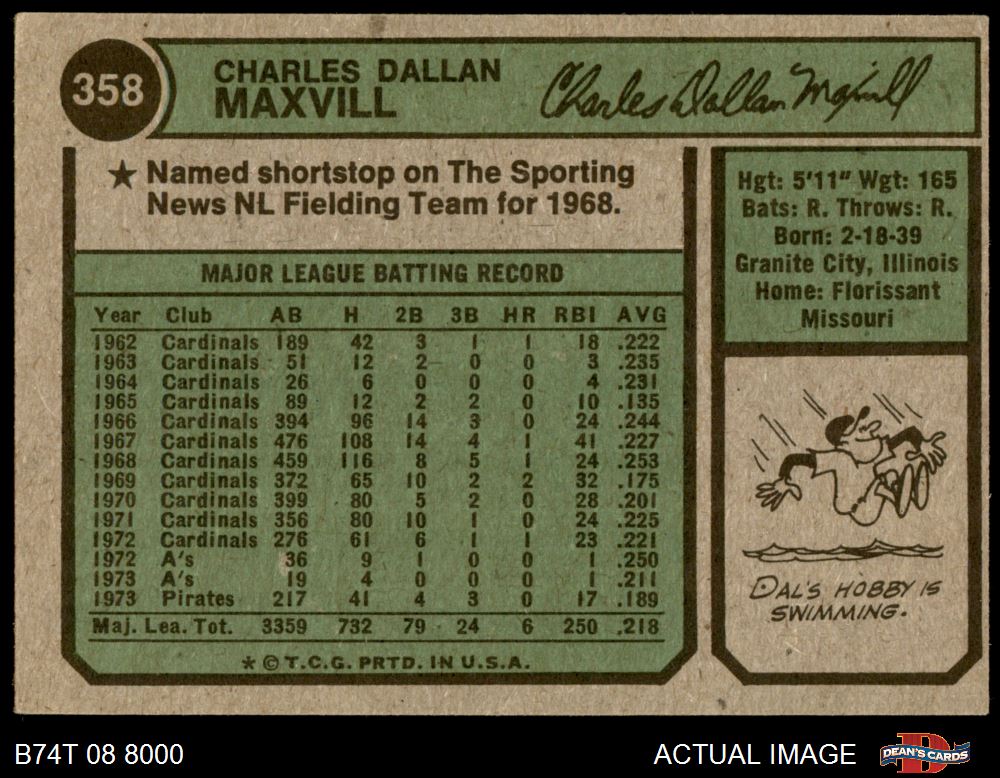 358
CHARLES DALLAN
MAXVILL
Charles Dallan Maxvill
★ Named shortstop on The Sporting
News NL Fielding Team for 1968.
MAJOR LEAGUE BATTING RECORD
Year Club AB H 2B 3B HR RBI AVG
1962 Cardinals 189 42 3 1 1 18 .222
1963 Cardinals 51 12 2 0 0 3 .235
1964 Cardinals 26 6 0 0 0 4 .231
1965 Cardinals 89 12 2 2 0 10 .135
1966 Cardinals 394 96 14 3 0 24 .244
1967 Cardinals 476 108 14 4 1 41 .227
1968 Cardinals 459 116 8 5 1 24 .253
1969 Cardinals 372 65 10 2 2 32 .175
1970 Cardinals 399 80 5 2 0 28 .201
1971 Cardinals 356 80 10 1 0 24 .225
1972 Cardinals 276 61 6 1 1 23 .221
1972 A's 36 9 1 0 0 1 .250
1973 A's 19 4 0 0 0 1 .211
1973 Pirates 217 41 4 3 0 17 .189
Maj. Lea. Tot. 3359 732 79 24 6 250 .218
★ © T.C.G. PRTD. IN U.S.A.
Hgt: 5'11" Wgt: 165
Bats: R. Throws: R.
Born: 2-18-39
Granite City, Illinois
Home: Florissant
Missouri
DAL'S HOBBY IS
SWIMMING.
B74T 08 8000
ACTUAL IMAGE
DEAN'S CARDS